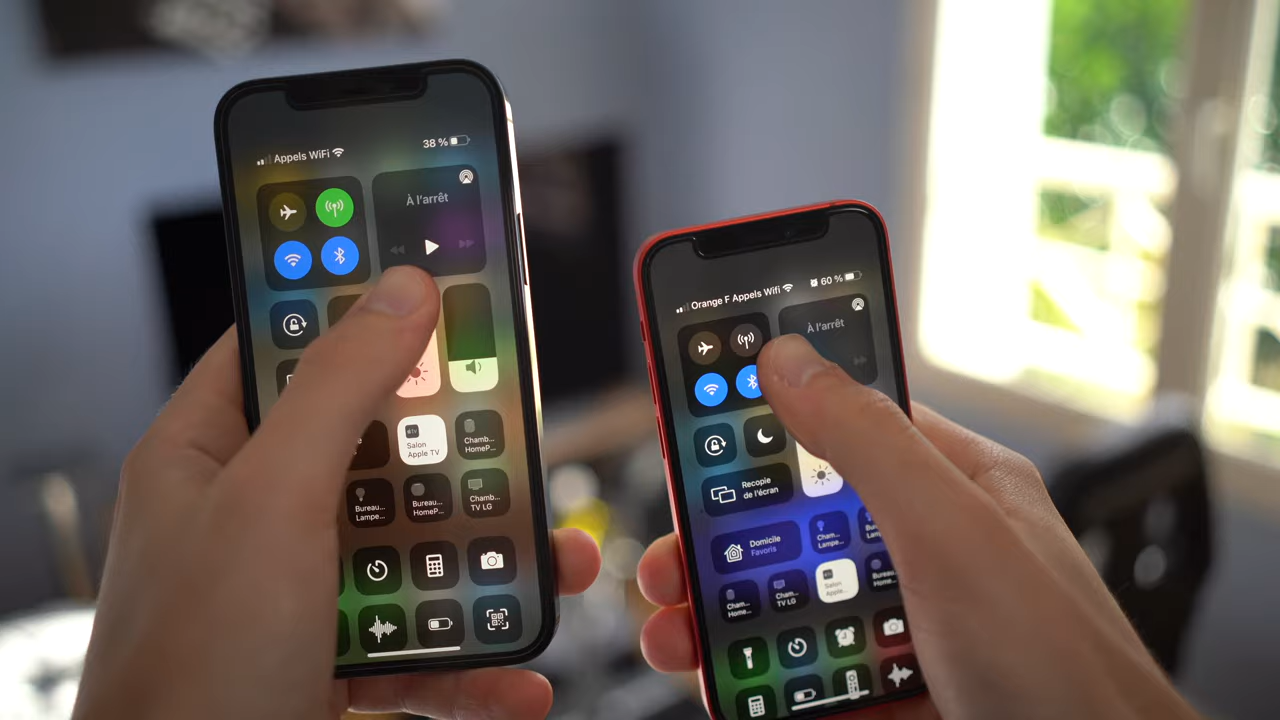 Appels WiFi
38 %
À l'arrêt
Salon
Apple TV
Chamb...
HomeP...
Bureau...
Lampe...
Bureau...
HomeP...
Chamb...
TV LG
Orange F Appels Wifi
60 %
À l'arrêt
Recopie
de l'écran
Domicile
Favoris
Cham...
Lampe...
Cham...
Home...
Cham...
TV LG
Salon
Apple...
Bureau...
Home...